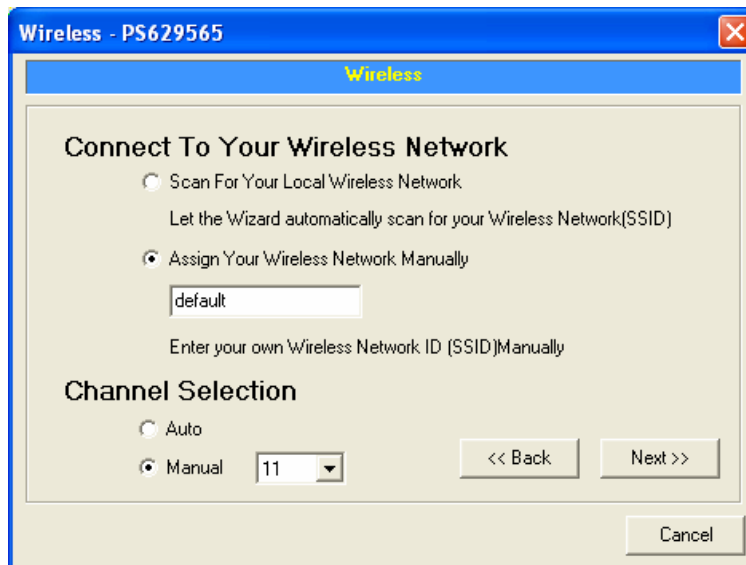 Wireless - PS629565
Wireless
Connect To Your Wireless Network
Scan For Your Local Wireless Network
Let the Wizard automatically scan for your Wireless Network(SSID)
Assign Your Wireless Network Manually
default
Enter your own Wireless Network ID (SSID)Manually
Channel Selection
Auto
Manual 11
<< Back Next >>
Cancel